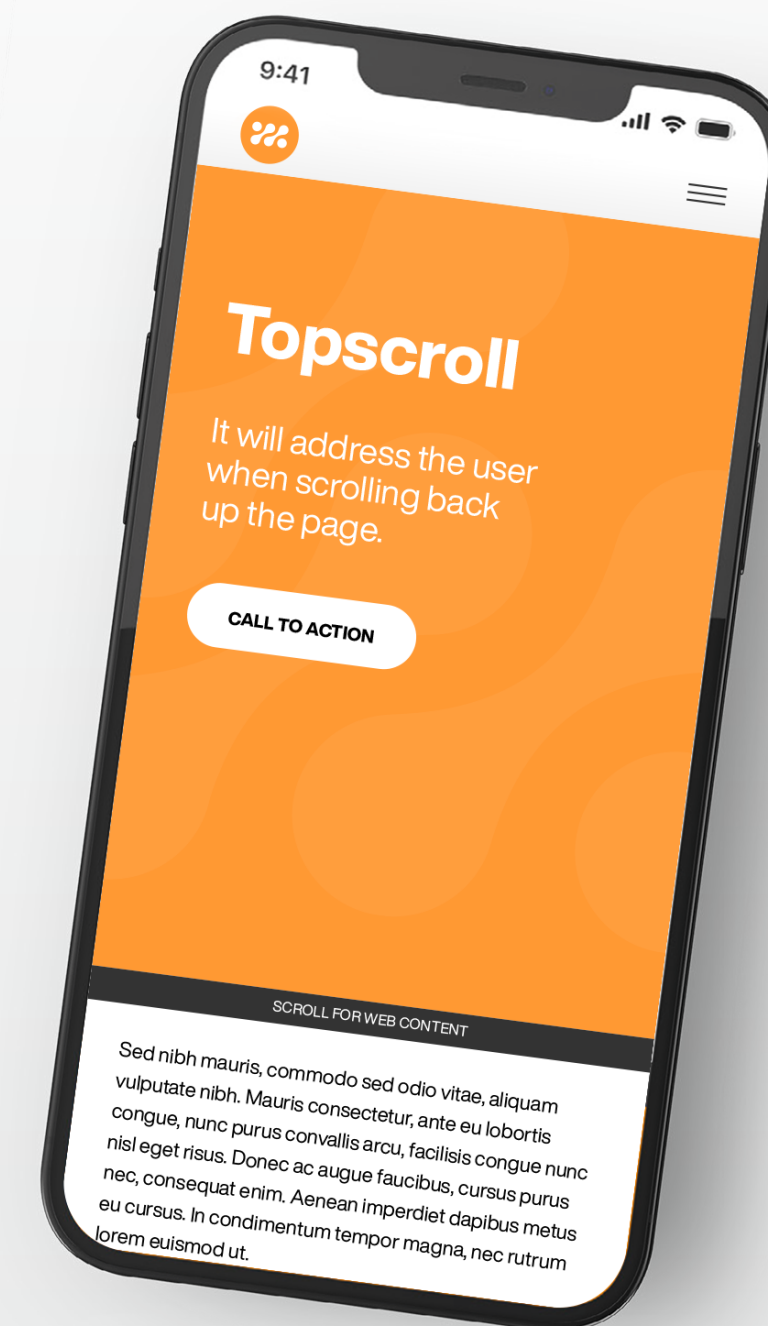 9:41
Topscroll
It will address the user
when scrolling back
up the page.
CALL TO ACTION
SCROLL FOR WEB CONTENT
Sed nibh mauris, commodo sed odio vitae, aliquam
vulputate nibh. Mauris consectetur, ante eu lobortis
congue, nunc purus convallis arcu, facilisis congue nunc
nisl eget risus. Donec ac augue faucibus, cursus purus
nec, consequat enim. Aenean imperdiet dapibus metus
eu cursus. In condimentum tempor magna, nec rutrum
lorem euismod ut.